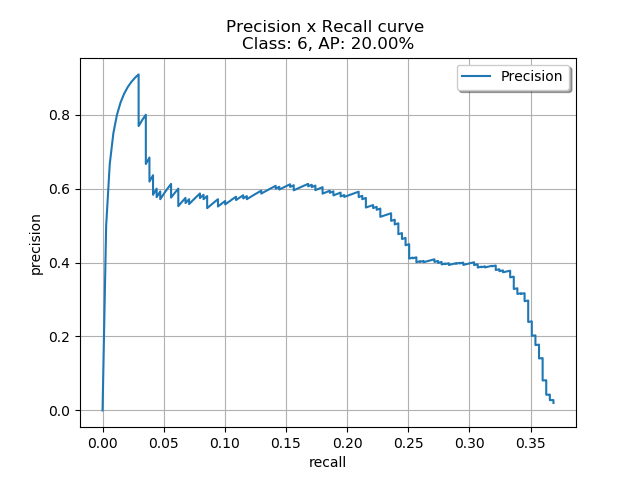 Precision x Recall curve
Class: 6, AP: 20.00%
Precision
precision
0.8
0.6
0.4
0.2
0.0
0.00 0.05 0.10 0.15 0.20 0.25 0.30 0.35
recall